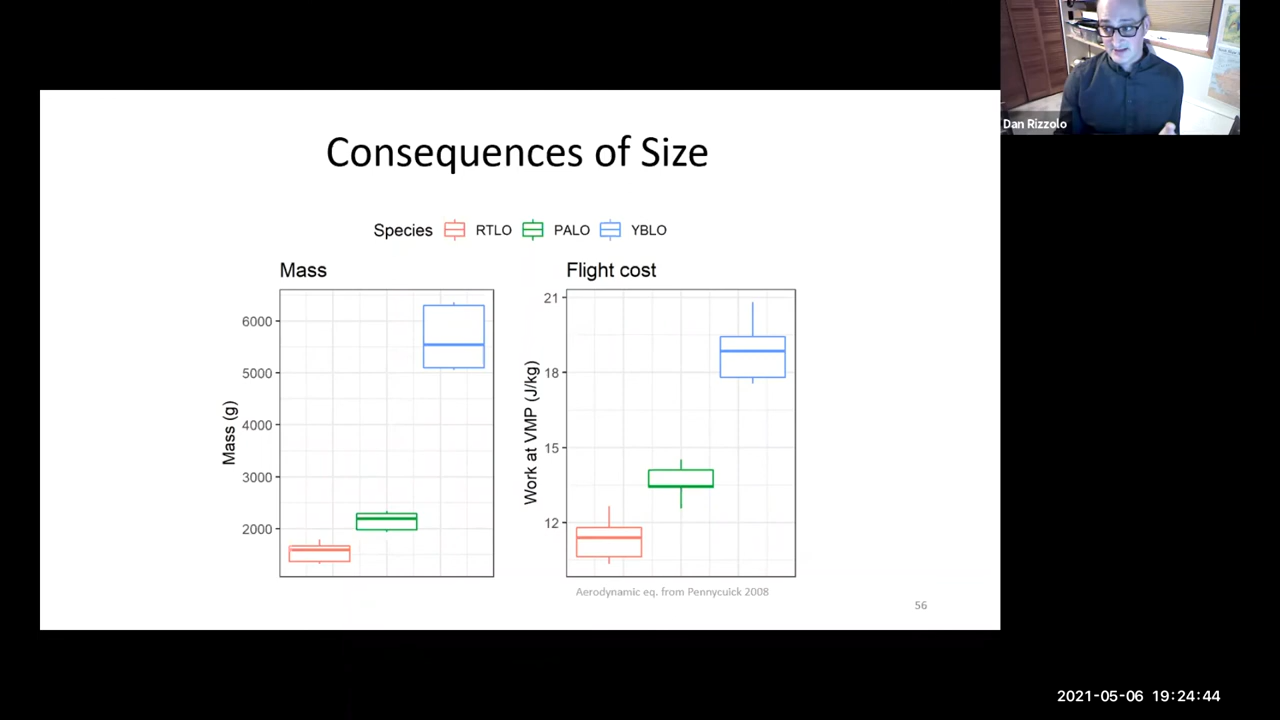 Dan Rizzolo
Consequences of Size
Species RTLO PALO YBLO
Mass
Mass (g)
6000
5000
4000
3000
2000
Flight cost
Work at VMP (J/kg)
21
18
15
12
Aerodynamic eq. from Pennycuick 2008
56
2021-05-06 19:24:44